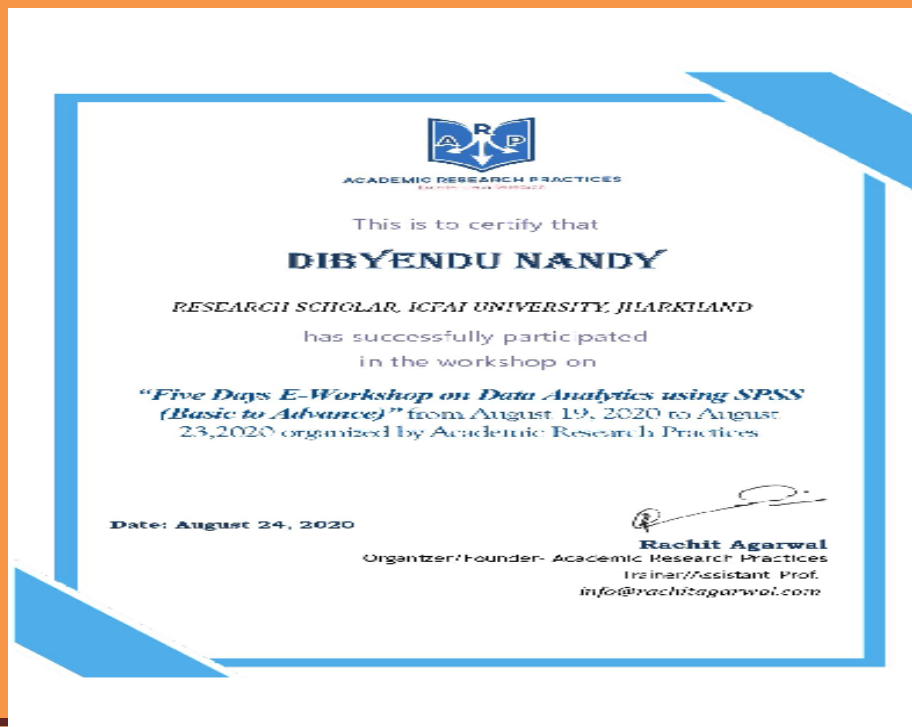 A R P
ACADEMIC RESEARCH PRACTICES
This is to certify that
DIBYENDU NANDY
RESEARCH SCHOLAR, ICFAI UNIVERSITY, JHARKHAND
has successfully participated
in the workshop on
“Five Days E-Workshop on Data Analytics using SPSS
(Basic to Advance)” from August 19, 2020 to August
23,2020 organized by Academic Research Practices
Date: August 24, 2020
Rachit Agarwal
Organizer/Founder- Academic Research Practices
Trainer/Assistant Prof.
info@rachitagarwal.com